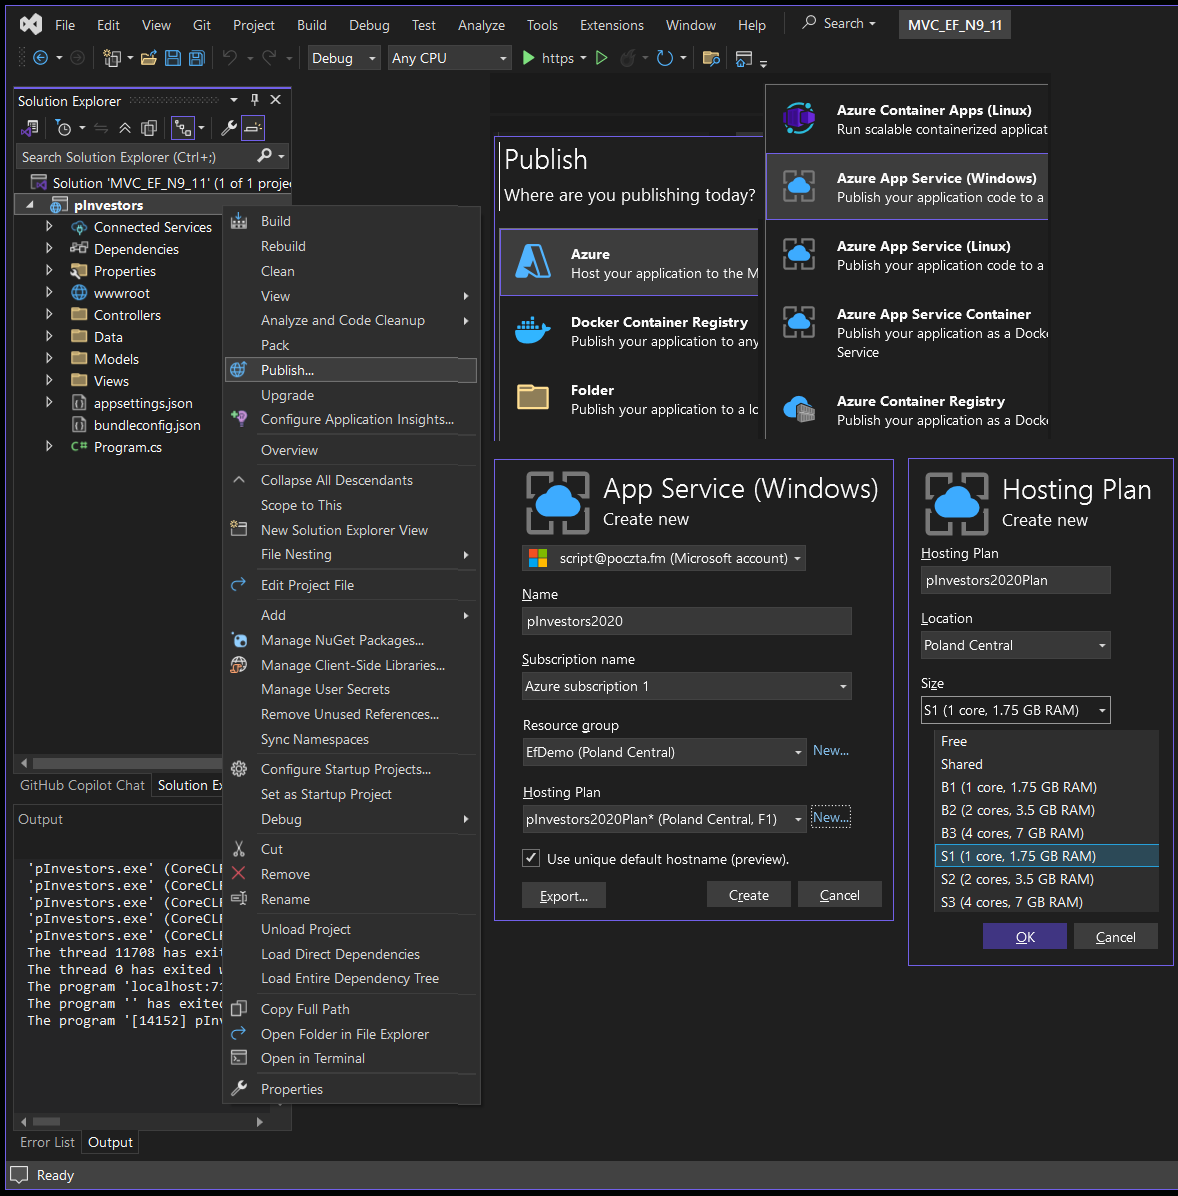 File Edit View Git Project Build Debug Test Analyze Tools Extensions Window Help Search MVC_EF_N9_11
Debug Any CPU https
Solution Explorer
Search Solution Explorer (Ctrl+;)
Solution 'MVC_EF_N9_11' (1 of 1 proje
pInvestors
Connected Services
Dependencies
Properties
wwwroot
Controllers
Data
Models
Views
appsettings.json
bundleconfig.json
C# Program.cs
GitHub Copilot Chat Solution Ex
Output
'pInvestors.exe' (CoreCLR
'pInvestors.exe' (CoreCLR
'pInvestors.exe' (CoreCLR
'pInvestors.exe' (CoreCLR
'pInvestors.exe' (CoreCLR
The thread 11708 has exit
The thread 0 has exited w
The program 'localhost:71
The program '' has exited
The program '[14152] pInv
Error List Output
Ready
Build
Rebuild
Clean
View
Analyze and Code Cleanup
Pack
Publish...
Upgrade
Configure Application Insights...
Overview
Collapse All Descendants
Scope to This
New Solution Explorer View
File Nesting
Edit Project File
Add
Manage NuGet Packages...
Manage Client-Side Libraries...
Manage User Secrets
Remove Unused References...
Sync Namespaces
Configure Startup Projects...
Set as Startup Project
Debug
Cut
Remove
Rename
Unload Project
Load Direct Dependencies
Load Entire Dependency Tree
Copy Full Path
Open Folder in File Explorer
Open in Terminal
Properties
Publish
Where are you publishing today?
Azure
Host your application to the M
Docker Container Registry
Publish your application to any
Folder
Publish your application to a lo
Azure Container Apps (Linux)
Run scalable containerized applicat
Azure App Service (Windows)
Publish your application code to a
Azure App Service (Linux)
Publish your application code to a
Azure App Service Container
Publish your application as a Docke
Service
Azure Container Registry
Publish your application as a Docke
App Service (Windows)
Create new
script@poczta.fm (Microsoft account)
Name
pInvestors2020
Subscription name
Azure subscription 1
Resource group
EfDemo (Poland Central) New...
Hosting Plan
pInvestors2020Plan* (Poland Central, F1) New...
Use unique default hostname (preview).
Export... Create Cancel
Hosting Plan
Create new
Hosting Plan
pInvestors2020Plan
Location
Poland Central
Size
S1 (1 core, 1.75 GB RAM)
Free
Shared
B1 (1 core, 1.75 GB RAM)
B2 (2 cores, 3.5 GB RAM)
B3 (4 cores, 7 GB RAM)
S1 (1 core, 1.75 GB RAM)
S2 (2 cores, 3.5 GB RAM)
S3 (4 cores, 7 GB RAM)
OK Cancel